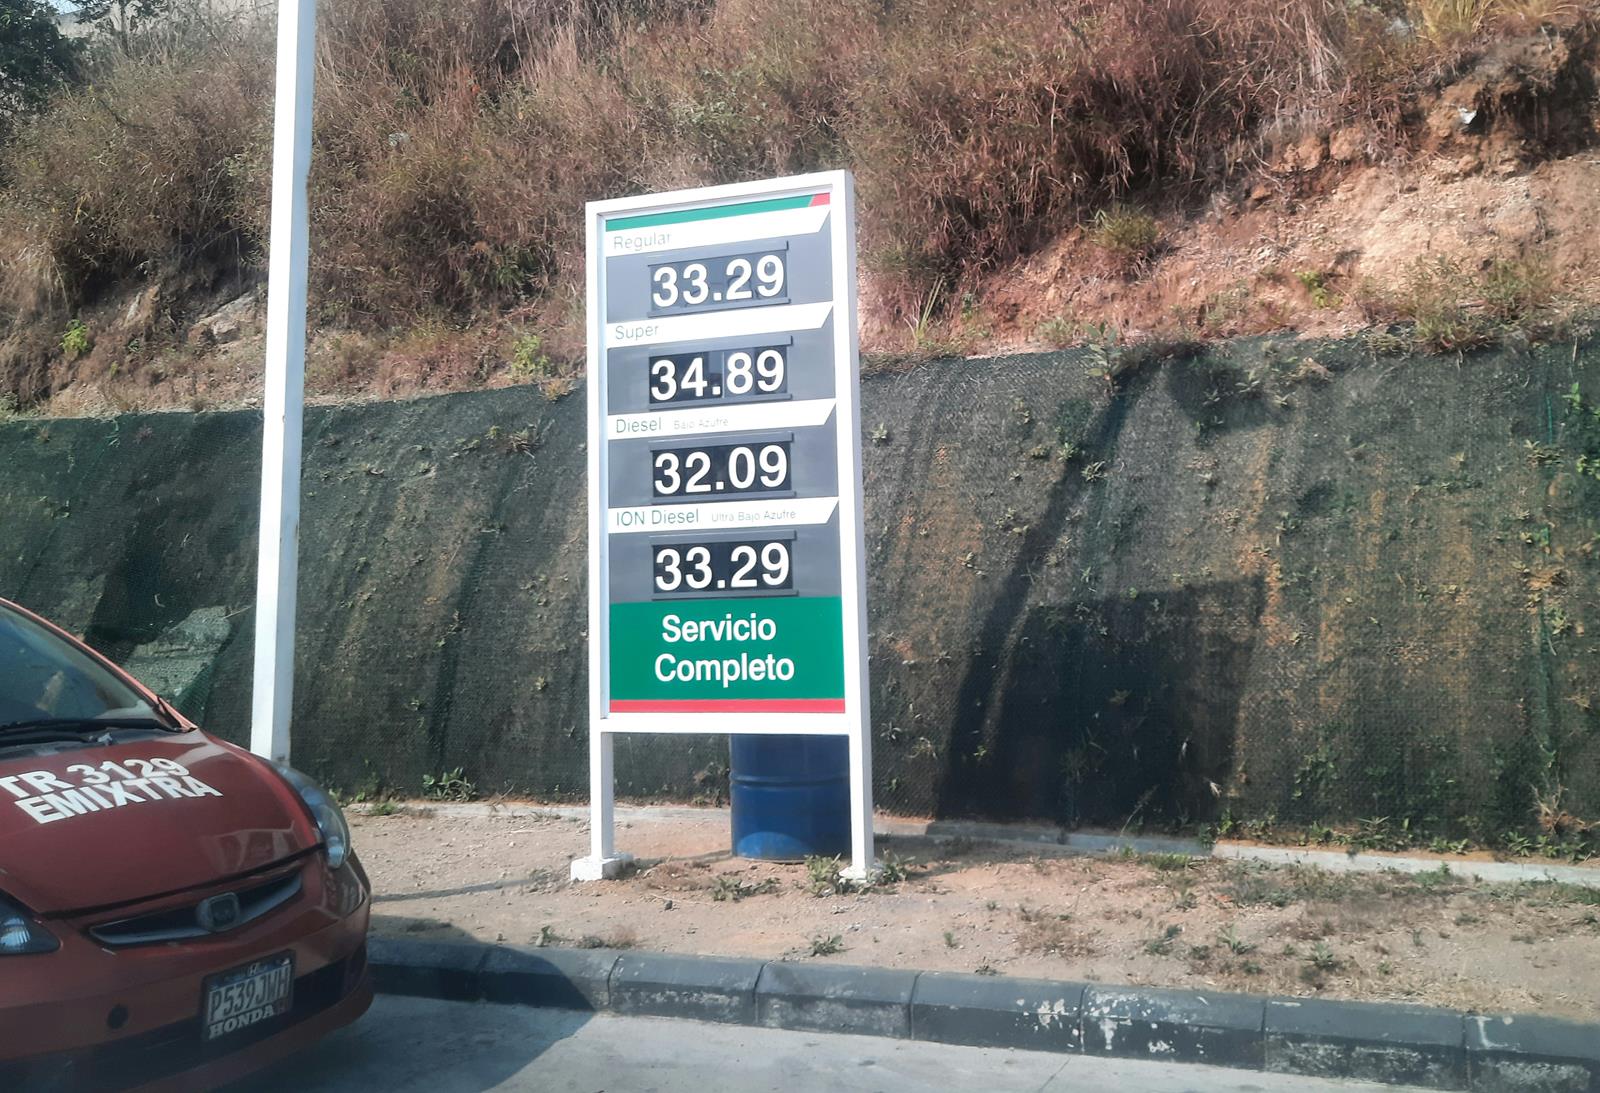 Regular
33.29
Super
34.89
Diesel Bajo Azufre
32.09
ION Diesel Ultra Bajo Azufre
33.29
Servicio
Completo
TR 3129
EMIXTRA
P539JWH
HONDA